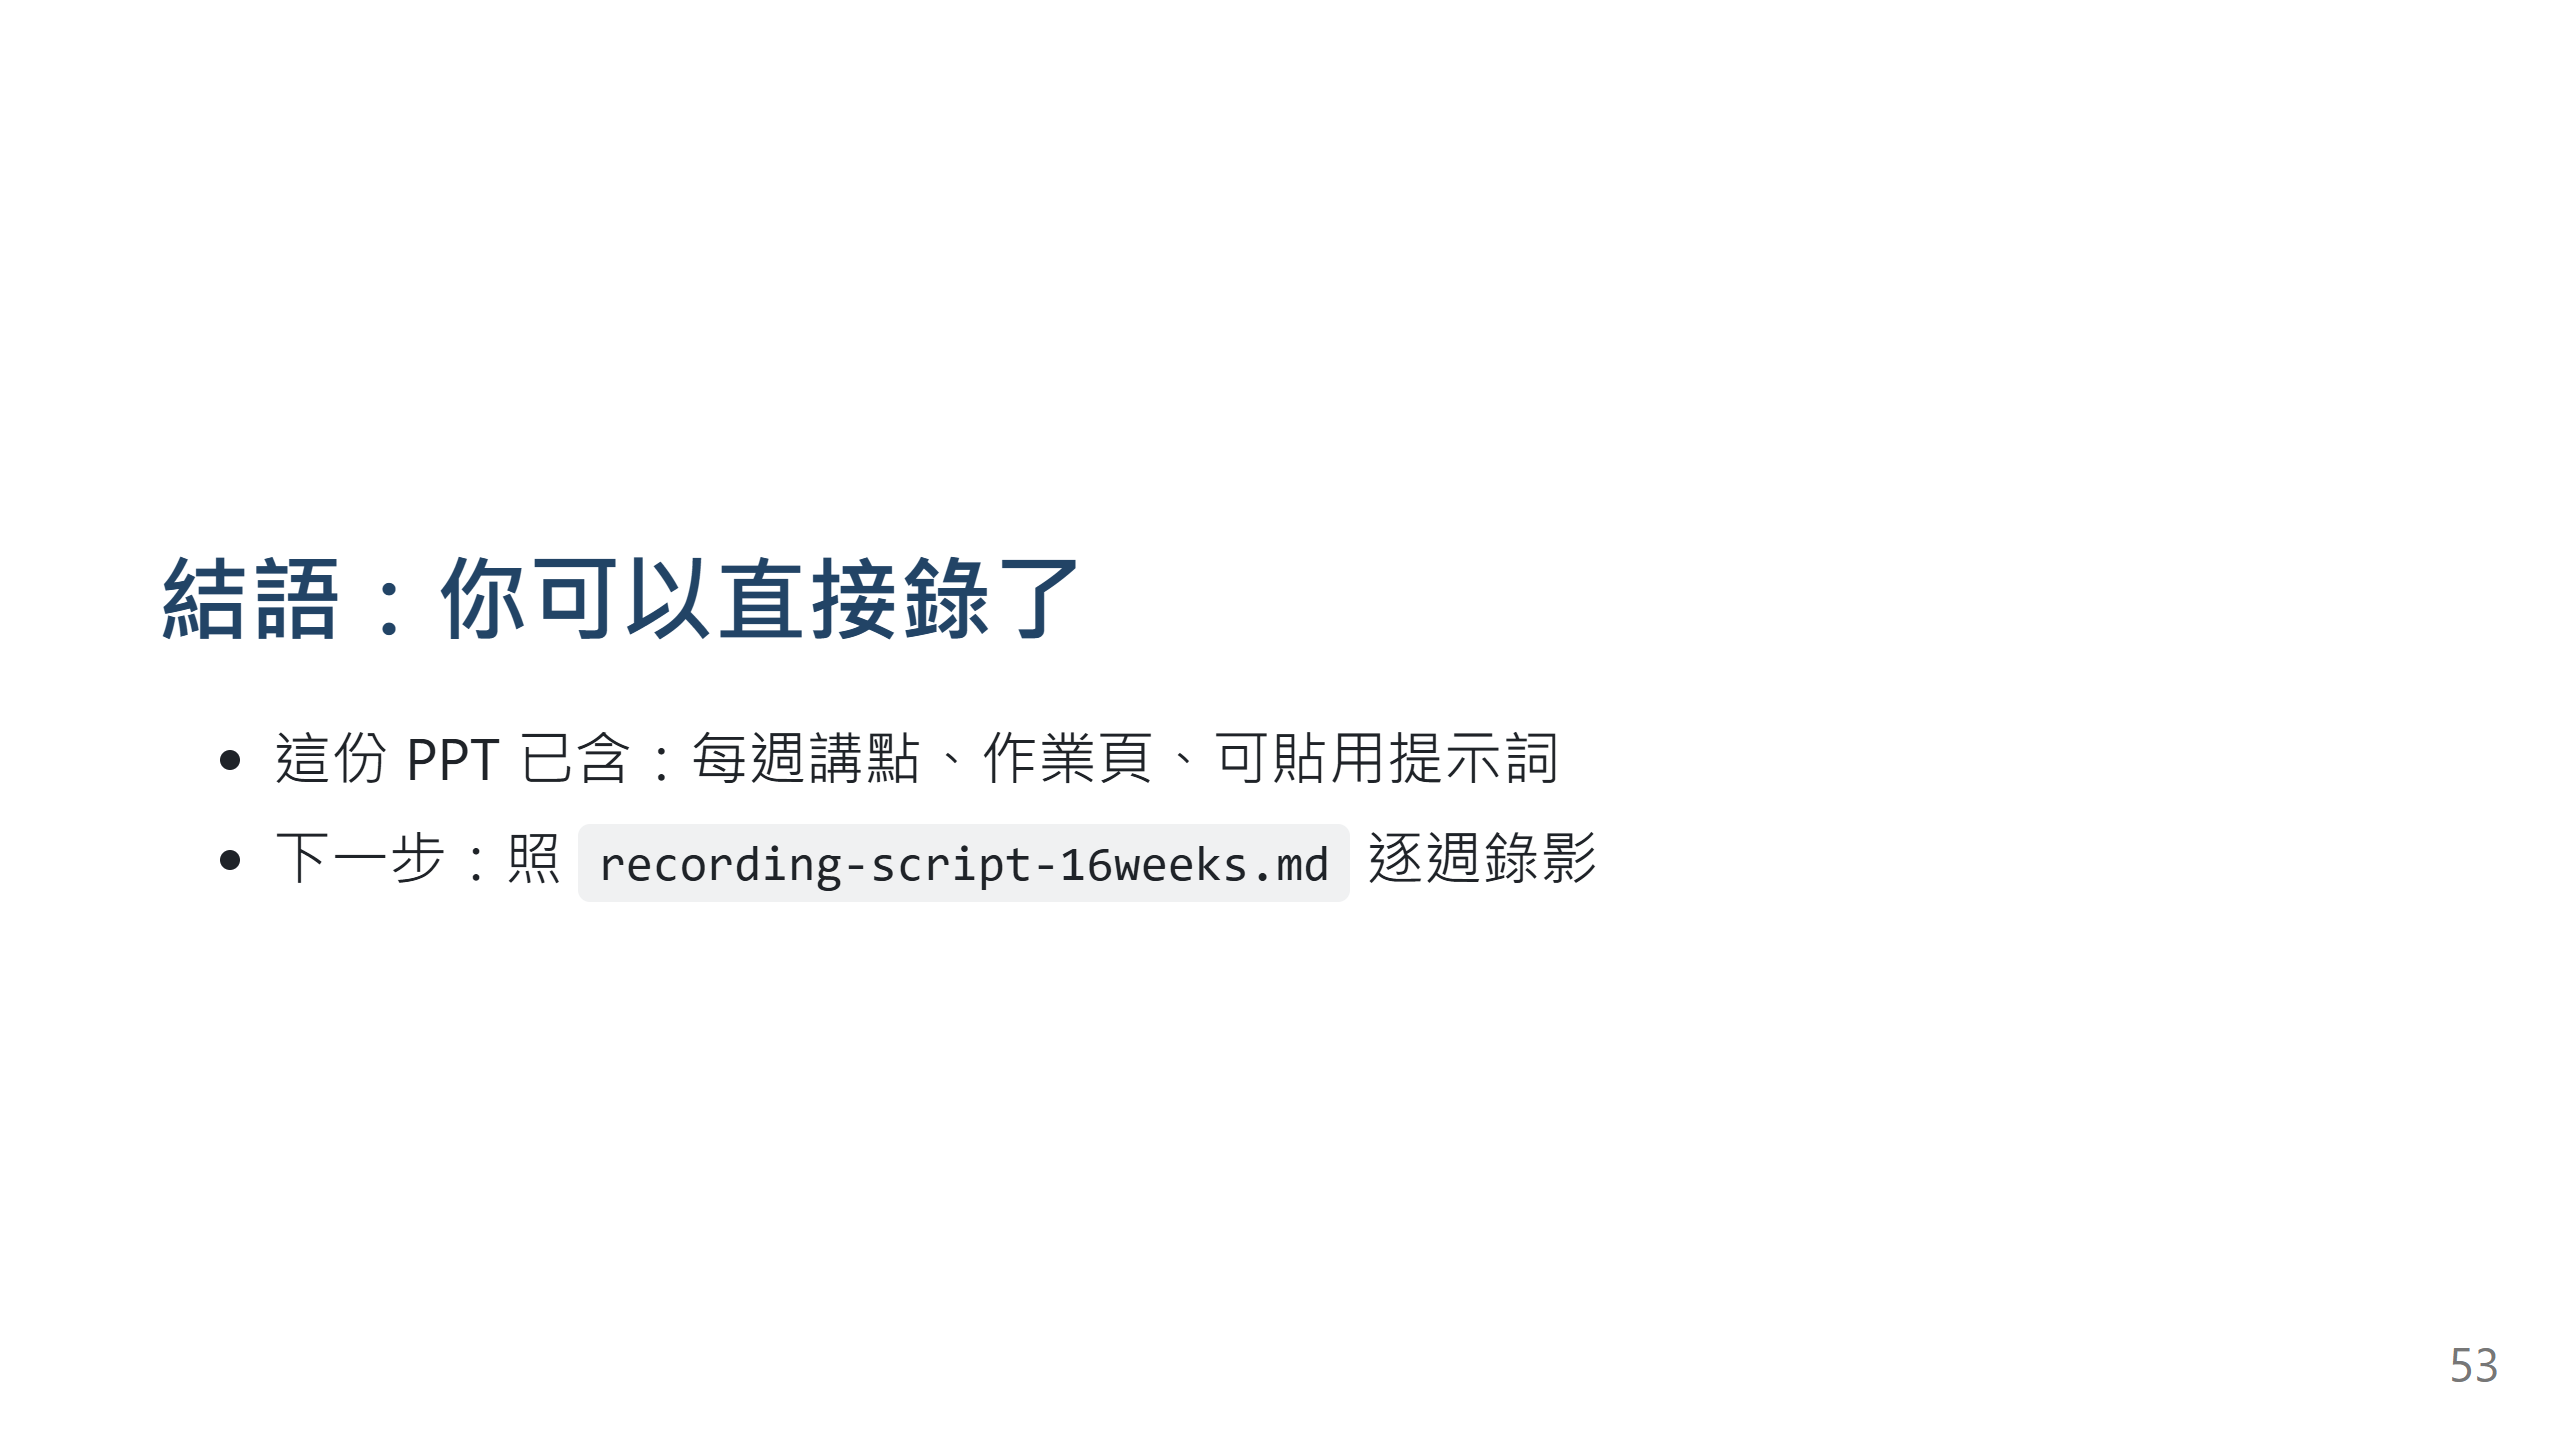 結語：你可以直接錄了
• 這份 PPT 已含：每週講點、作業頁、可貼用提示詞
• 下一步：照 recording-script-16weeks.md 逐週錄影
53